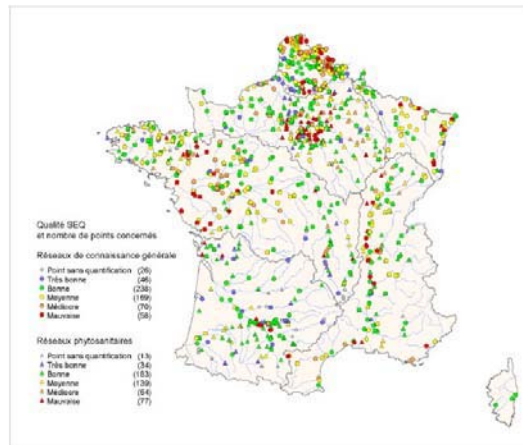 Qualité SEQ
et nombre de points concernés
Réseaux de connaissance générale
Point sans quantification (26)
Très bonne (46)
Bonne (238)
Moyenne (169)
Médiocre (70)
Mauvaise (58)
Réseaux phytosanitaires
Point sans quantification (13)
Très bonne (34)
Bonne (153)
Moyenne (139)
Médiocre (64)
Mauvaise (77)